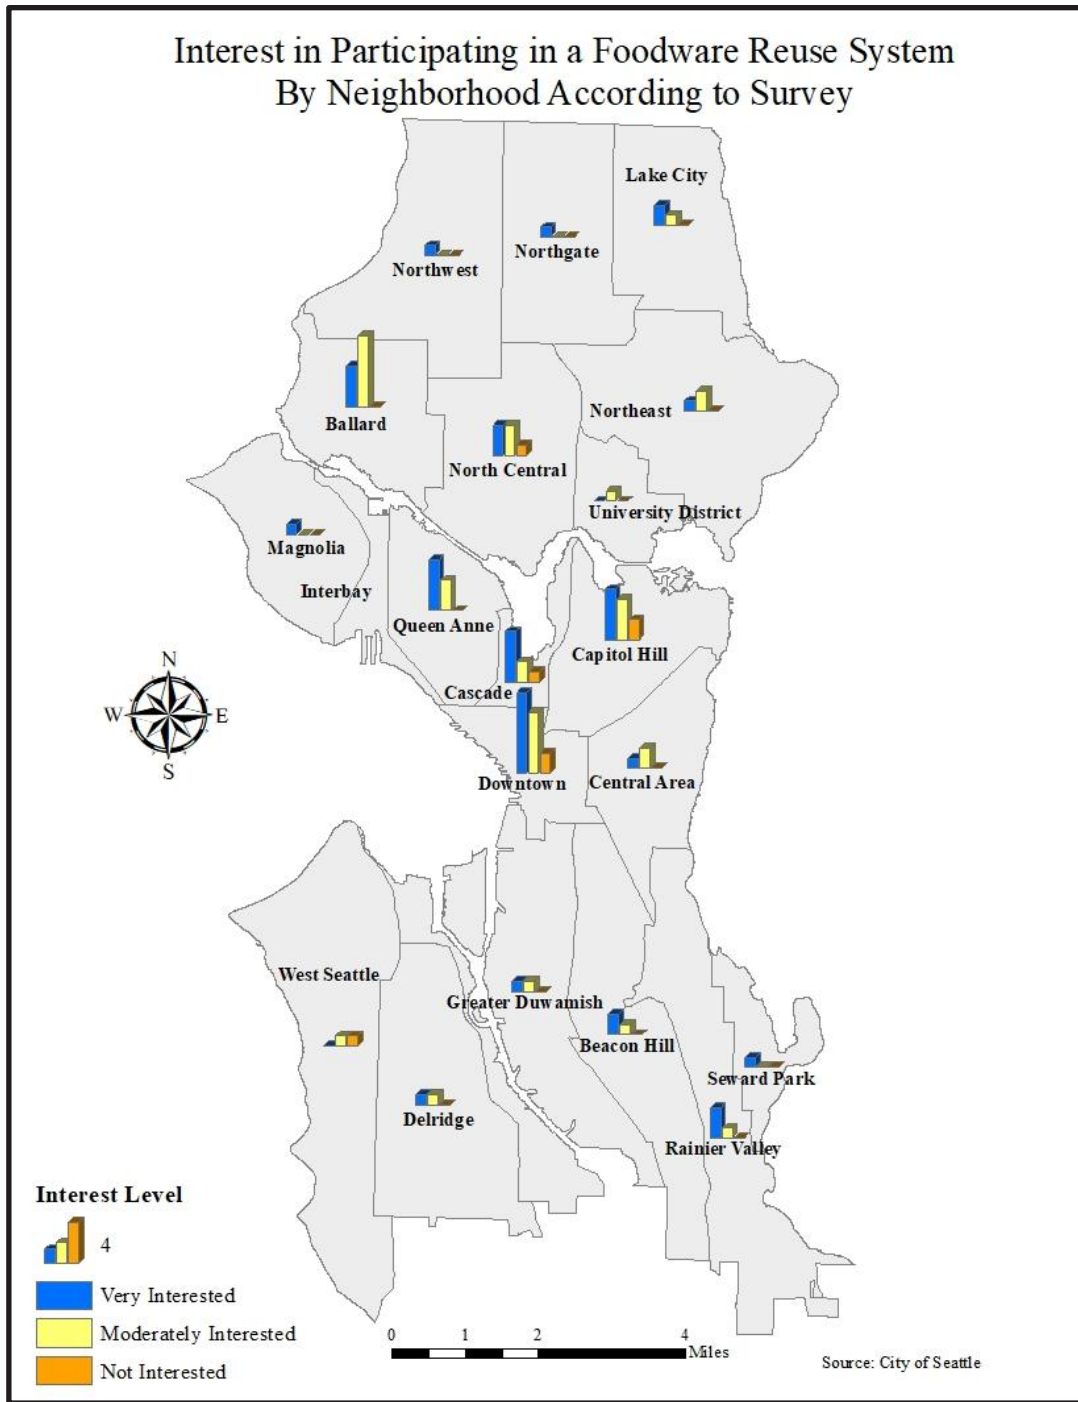 Interest in Participating in a Foodware Reuse System
By Neighborhood According to Survey
Lake City
Northgate
Northwest
Ballard
Northeast
North Central
University District
Magnolia
Interbay
Queen Anne
Capitol Hill
Cascade
N
W
E
S
Downtown
Central Area
West Seattle
Greater Duwamish
Beacon Hill
Seward Park
Delridge
Rainier Valley
Interest Level
4
Very Interested
Moderately Interested
Not Interested
0 1 2 4
Miles
Source: City of Seattle